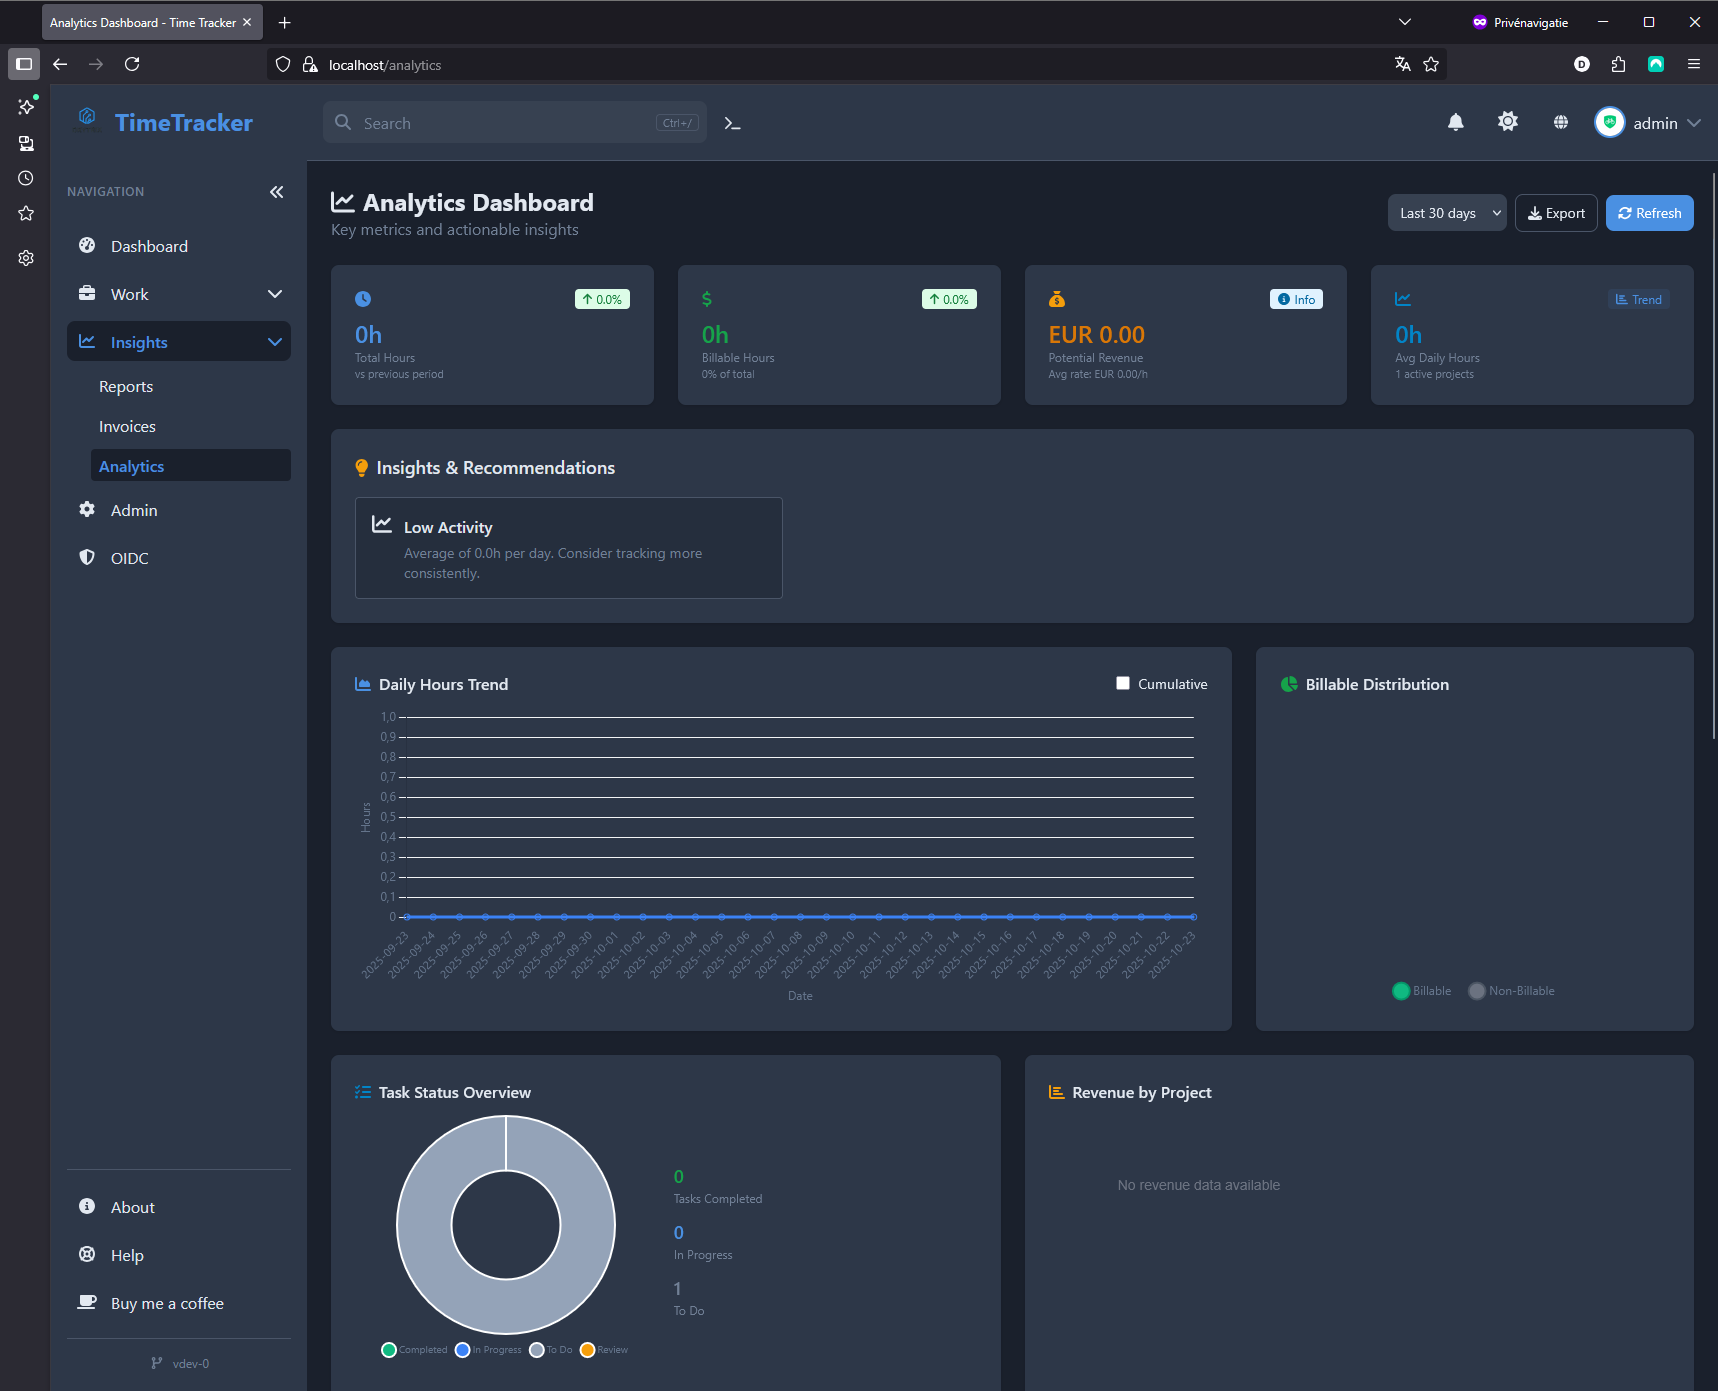 Analytics Dashboard - Time Tracker
Privénavigatie
localhost/analytics
TimeTracker
Search
Ctrl+/
admin
NAVIGATION
Dashboard
Work
Insights
Reports
Invoices
Analytics
Admin
OIDC
About
Help
Buy me a coffee
vdev-0
Analytics Dashboard
Key metrics and actionable insights
Last 30 days
Export
Refresh
0.0%
0h
Total Hours
vs previous period
0.0%
0h
Billable Hours
0% of total
Info
EUR 0.00
Potential Revenue
Avg rate: EUR 0.00/h
Trend
0h
Avg Daily Hours
1 active projects
Insights & Recommendations
Low Activity
Average of 0.0h per day. Consider tracking more
consistently.
Daily Hours Trend
Cumulative
1,0
0,9
0,8
0,7
0,6
0,5
0,4
0,3
0,2
0,1
0
Hours
2025-09-23
2025-09-24
2025-09-25
2025-09-26
2025-09-27
2025-09-28
2025-09-29
2025-09-30
2025-10-01
2025-10-02
2025-10-03
2025-10-04
2025-10-05
2025-10-06
2025-10-07
2025-10-08
2025-10-09
2025-10-10
2025-10-11
2025-10-12
2025-10-13
2025-10-14
2025-10-15
2025-10-16
2025-10-17
2025-10-18
2025-10-19
2025-10-20
2025-10-21
2025-10-22
2025-10-23
Date
Billable Distribution
Billable
Non-Billable
Task Status Overview
0
Tasks Completed
0
In Progress
1
To Do
Completed
In Progress
To Do
Review
Revenue by Project
No revenue data available